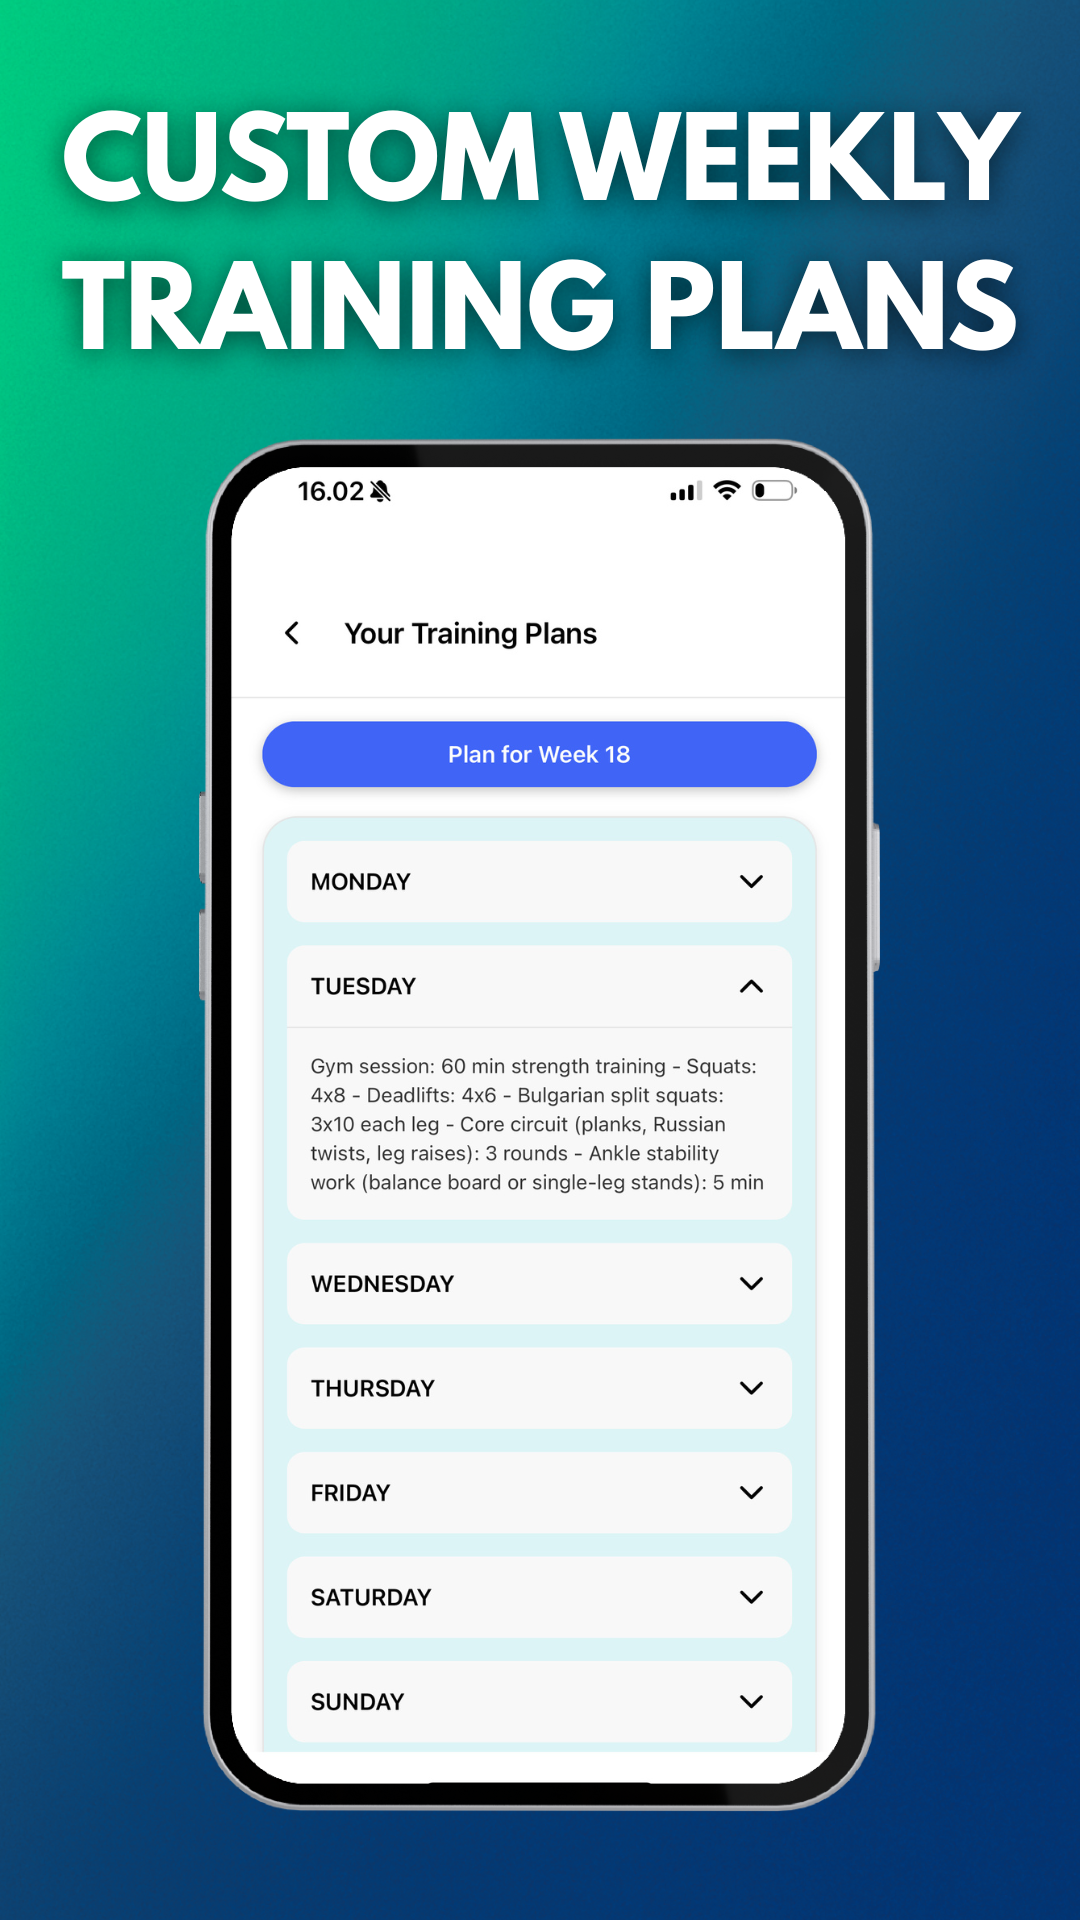 CUSTOM WEEKLY
TRAINING PLANS
16.02
Your Training Plans
Plan for Week 18
MONDAY
TUESDAY
Gym session: 60 min strength training - Squats:
4x8 - Deadlifts: 4x6 - Bulgarian split squats:
3x10 each leg - Core circuit (planks, Russian
twists, leg raises): 3 rounds - Ankle stability
work (balance board or single-leg stands): 5 min
WEDNESDAY
THURSDAY
FRIDAY
SATURDAY
SUNDAY